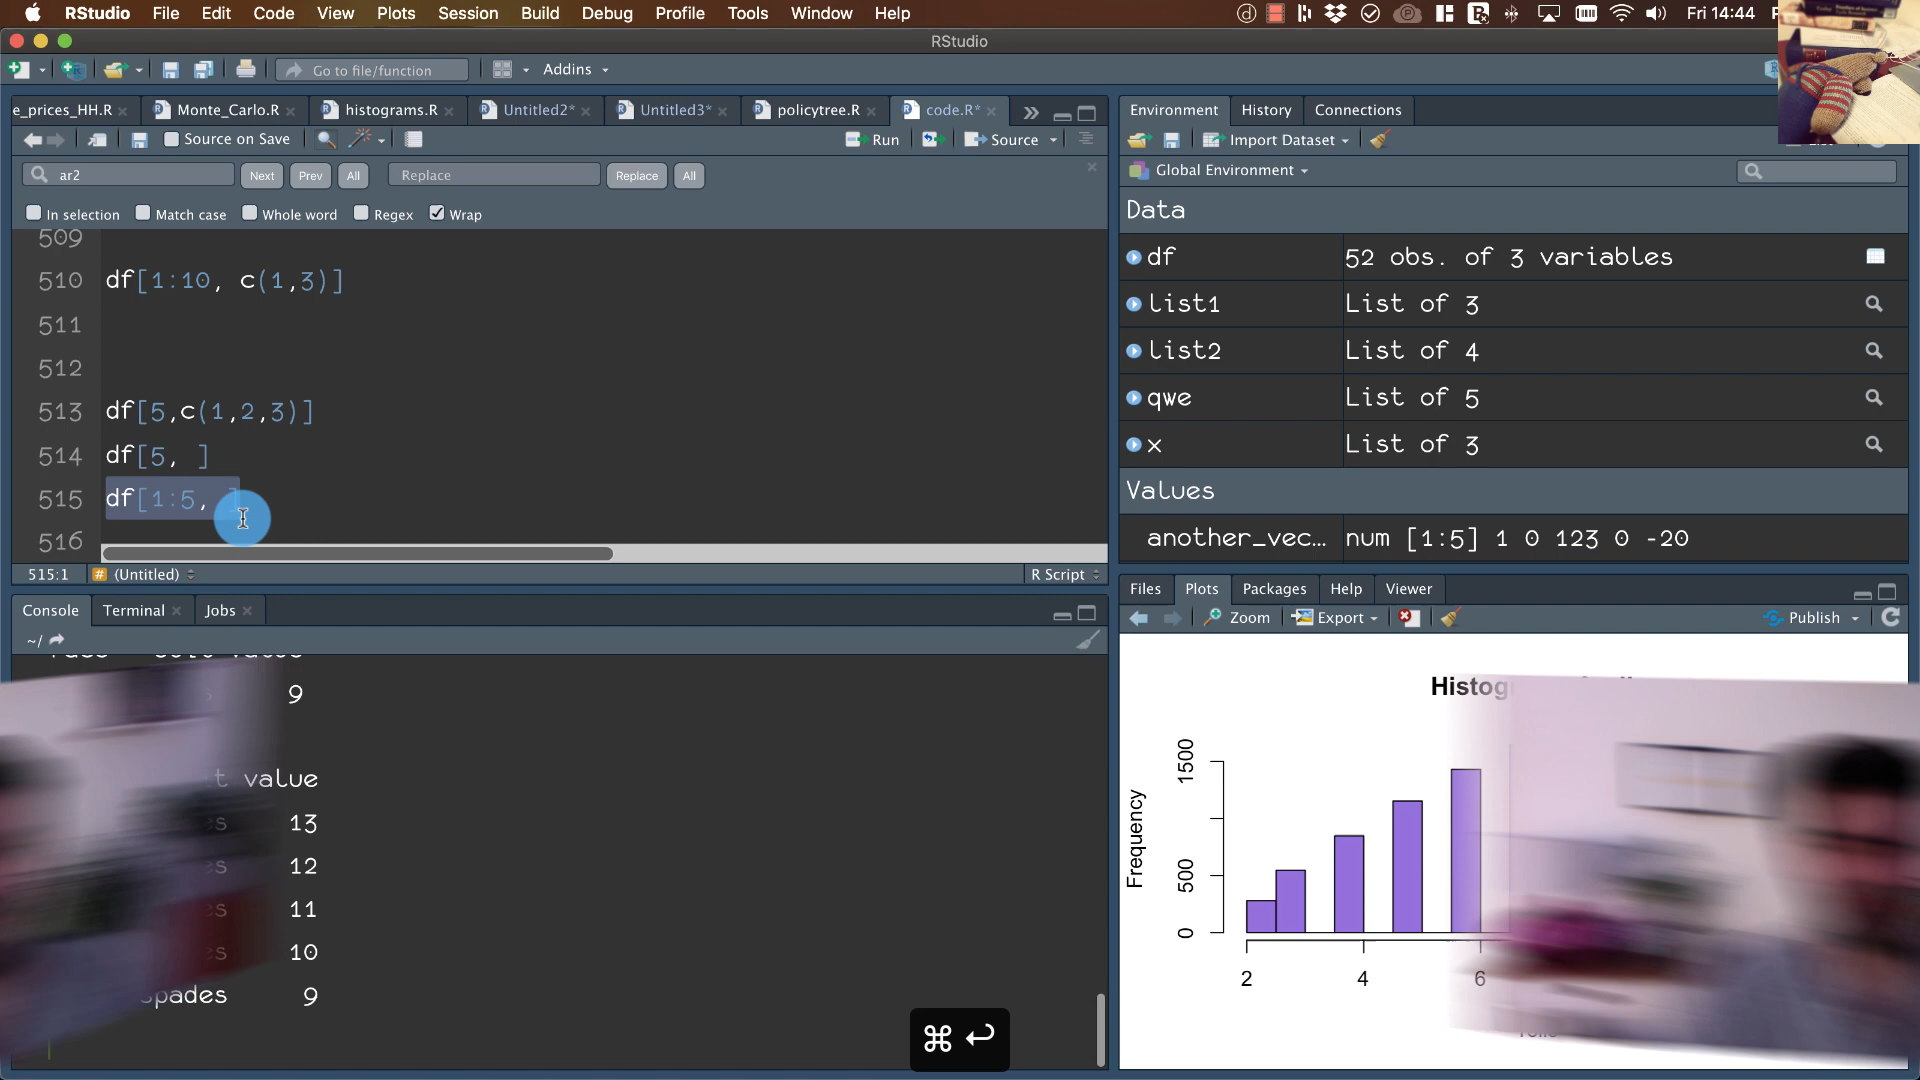 RStudio File Edit Code View Plots Session Build Debug Profile Tools Window Help Fri 14:44
RStudio
Go to file/function Addins
e_prices_HH.R Monte_Carlo.R histograms.R Untitled2* Untitled3* policytree.R code.R*
Source on Save Run Source
ar2 Next Prev All Replace Replace All
In selection Match case Whole word Regex Wrap
509
510 df[1:10, c(1,3)]
511
512
513 df[5,c(1,2,3)]
514 df[5, ]
515 df[1:5, ]
516
515:1 # (Untitled) R Script
Console Terminal Jobs
~/
value
9
t value
s 13
s 12
s 11
s 10
spades 9
⌘ ↩
Environment History Connections
Import Dataset
Global Environment
Data
df 52 obs. of 3 variables
list1 List of 3
list2 List of 4
qwe List of 5
x List of 3
Values
another_vec... num [1:5] 1 0 123 0 -20
Files Plots Packages Help Viewer
Zoom Export Publish
Histog
Frequency
1500
500
0
2 4 6